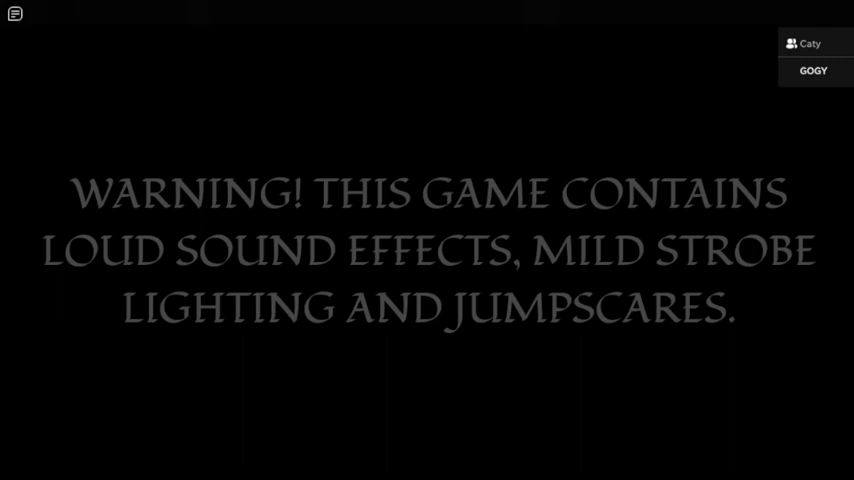 Caty
GOGY
WARNING! THIS GAME CONTAINS
LOUD SOUND EFFECTS, MILD STROBE
LIGHTING AND JUMPSCARES.